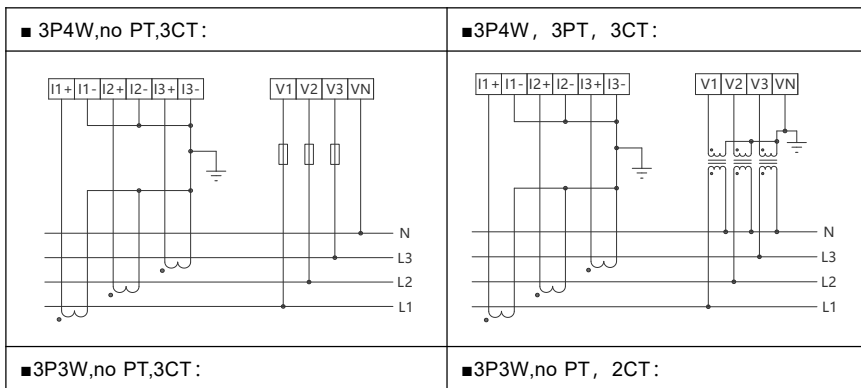 ■ 3P4W,no PT,3CT：
■3P4W，3PT，3CT：
I1+ I1- I2+ I2- I3+ I3-
V1 V2 V3 VN
N
L3
L2
L1
I1+ I1- I2+ I2- I3+ I3-
V1 V2 V3 VN
N
L3
L2
L1
■3P3W,no PT,3CT：
■3P3W,no PT，2CT：